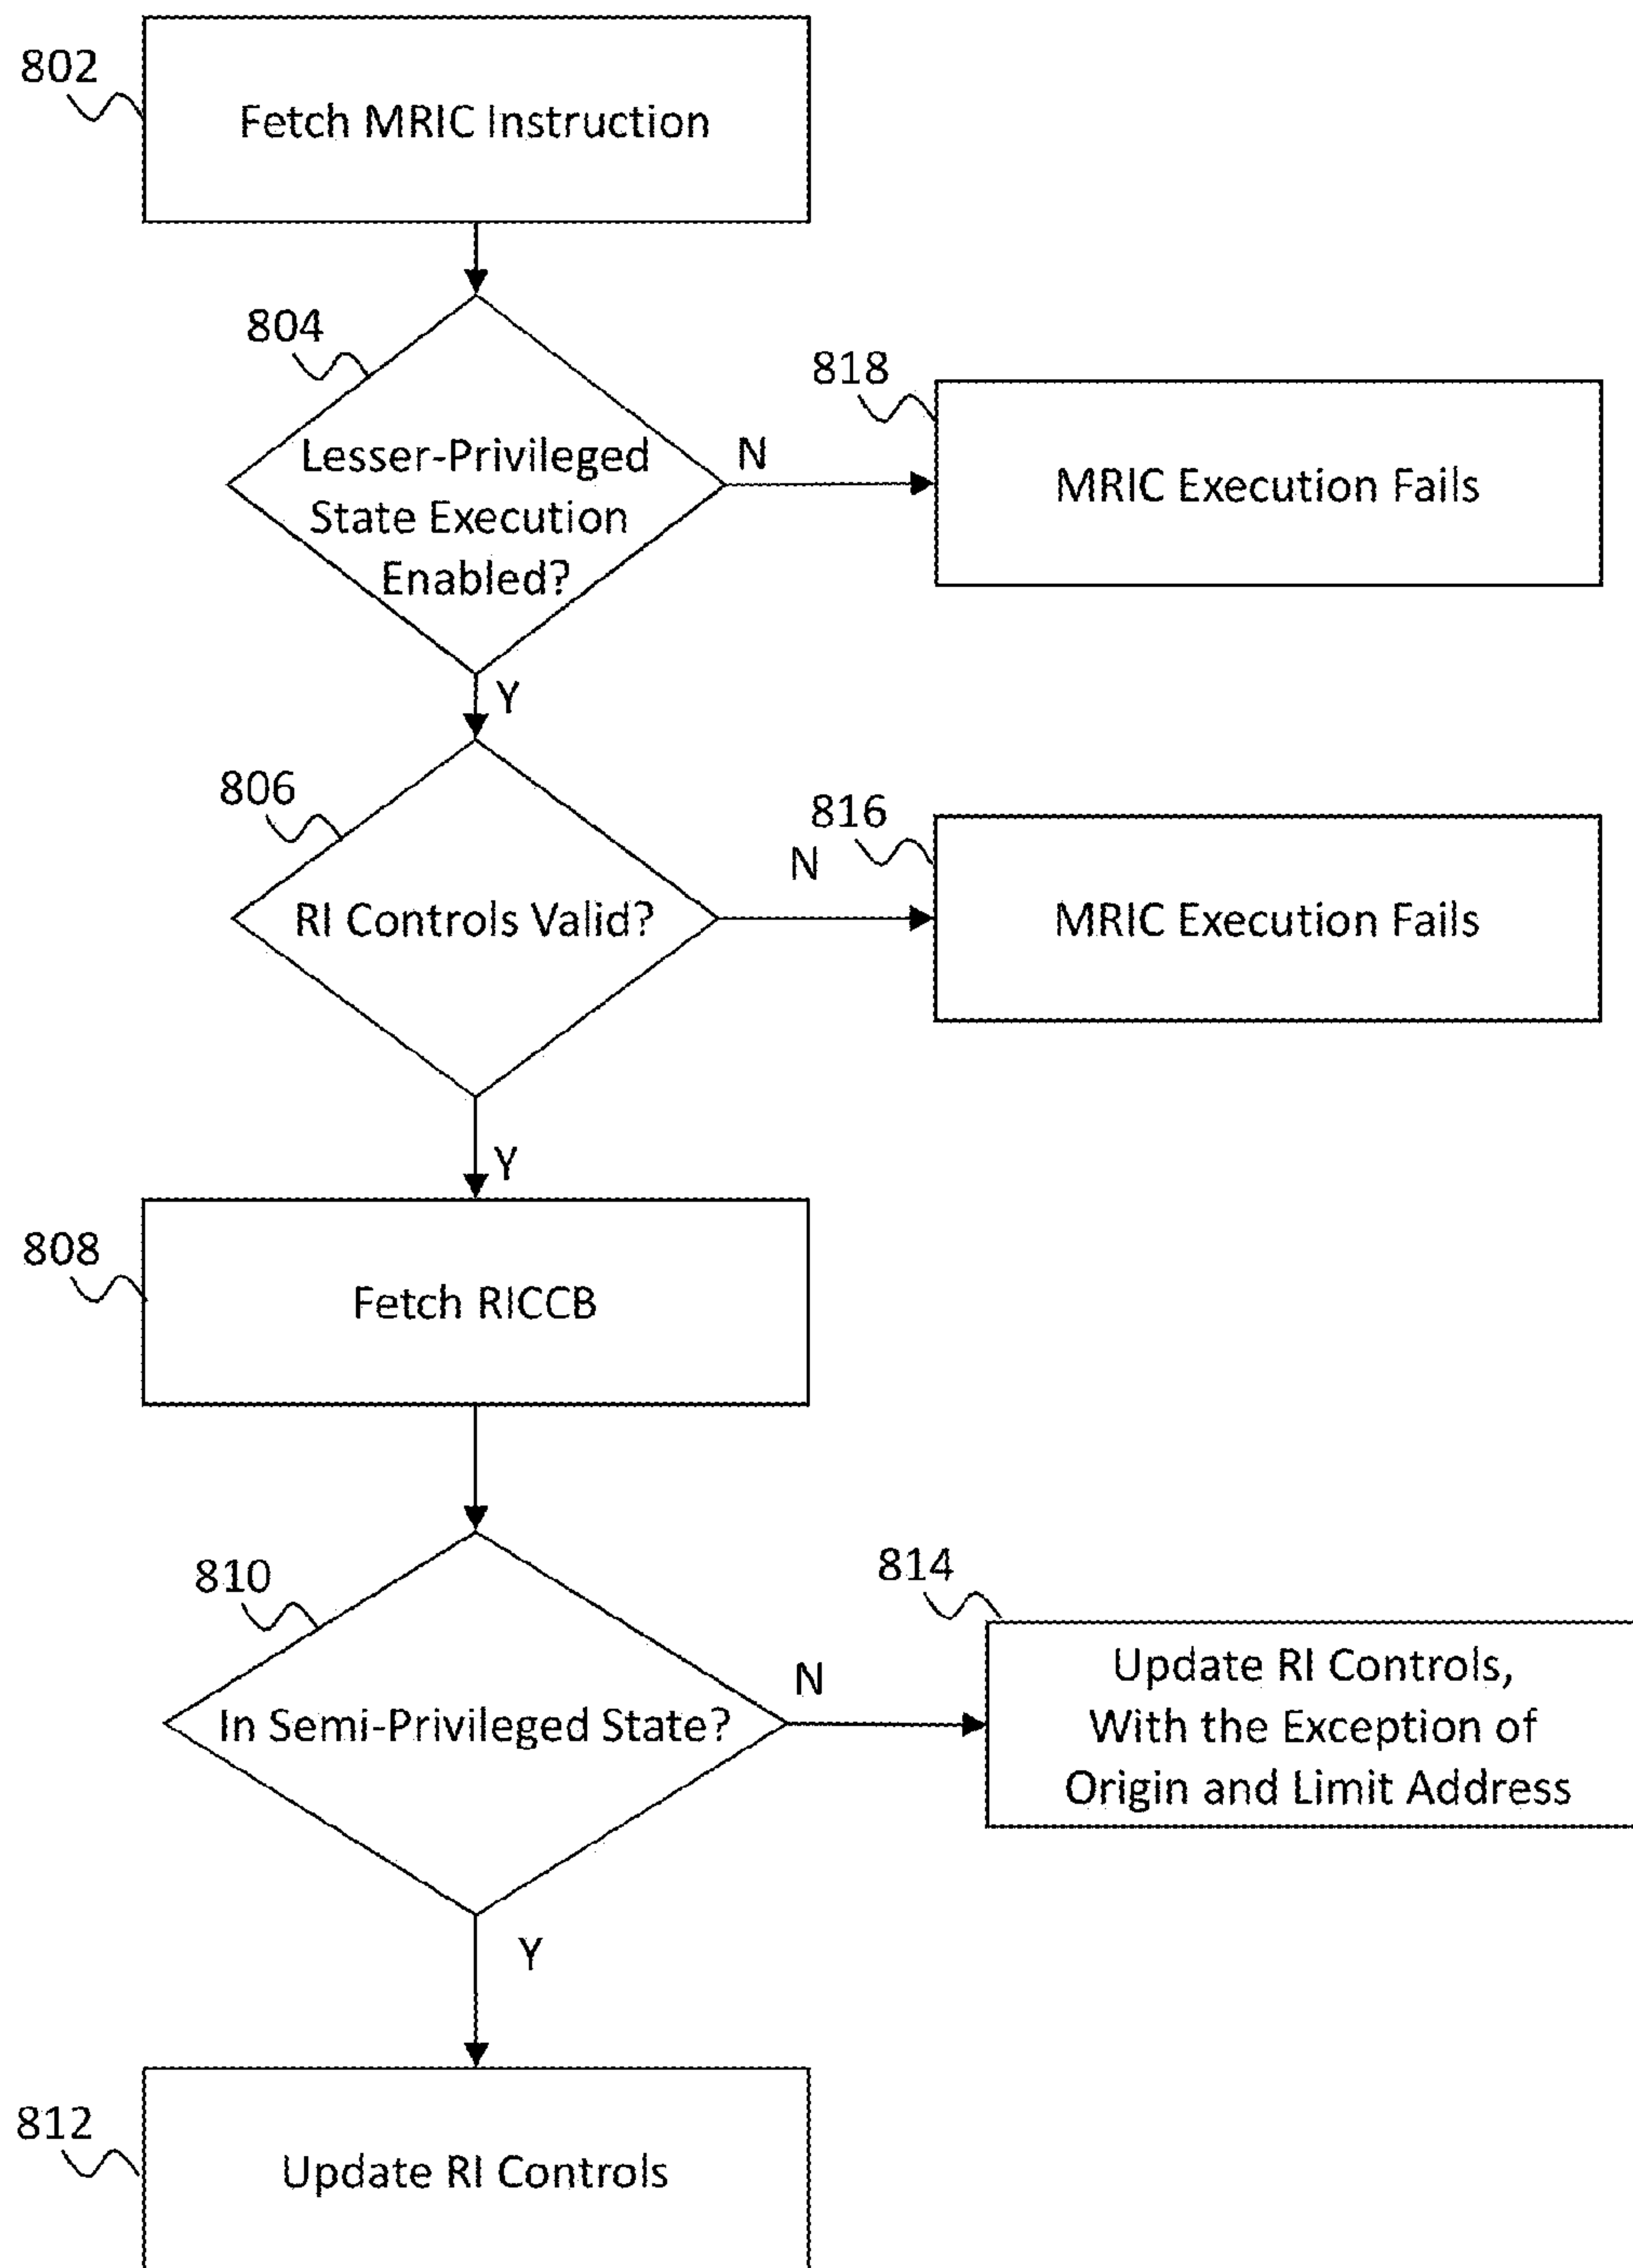 802
Fetch MRIC Instruction
804
Lesser-Privileged
State Execution
Enabled?
N
818
MRIC Execution Fails
Y
806
RI Controls Valid?
N
816
MRIC Execution Fails
Y
808
Fetch RICCB
810
In Semi-Privileged State?
N
814
Update RI Controls,
With the Exception of
Origin and Limit Address
Y
812
Update RI Controls